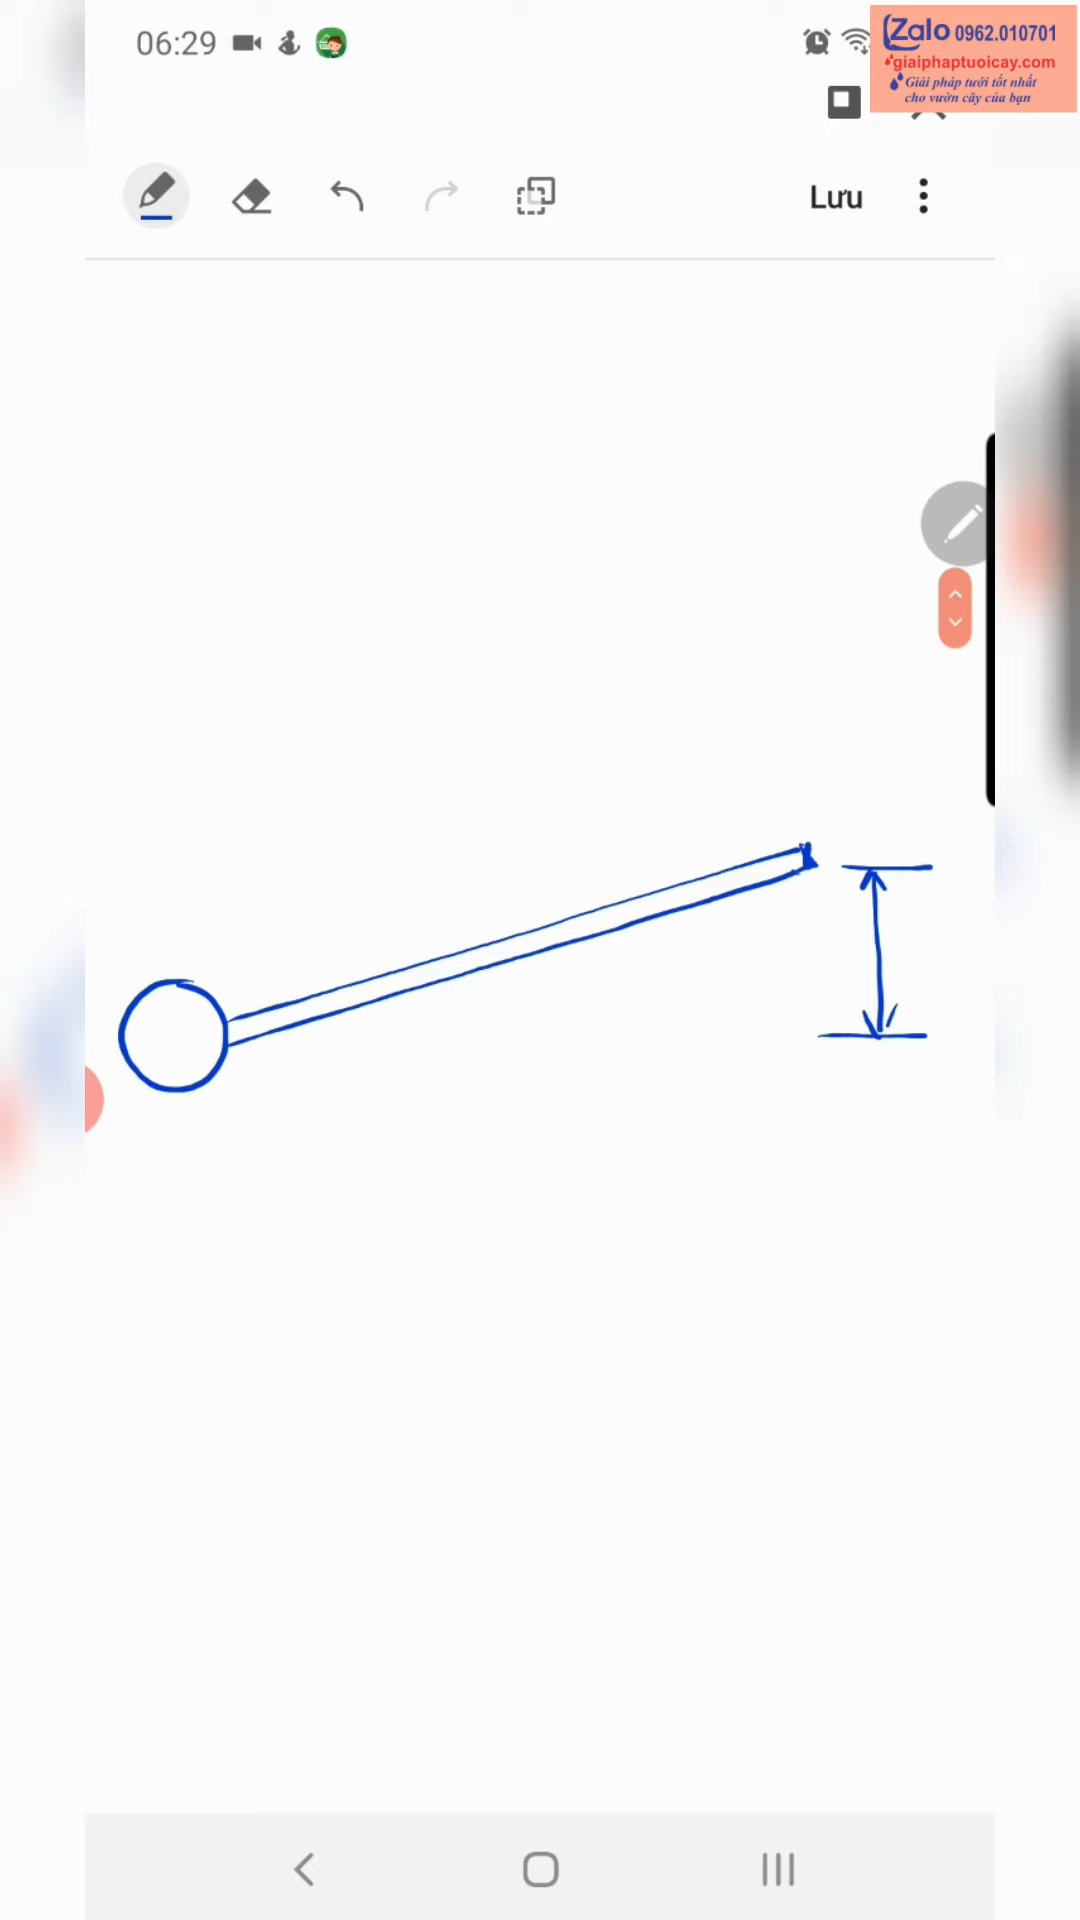 06:29
Zalo 0962.010701
giaiphaptuoicay.com
Giải pháp tưới tốt nhất
cho vườn cây của bạn
Lưu